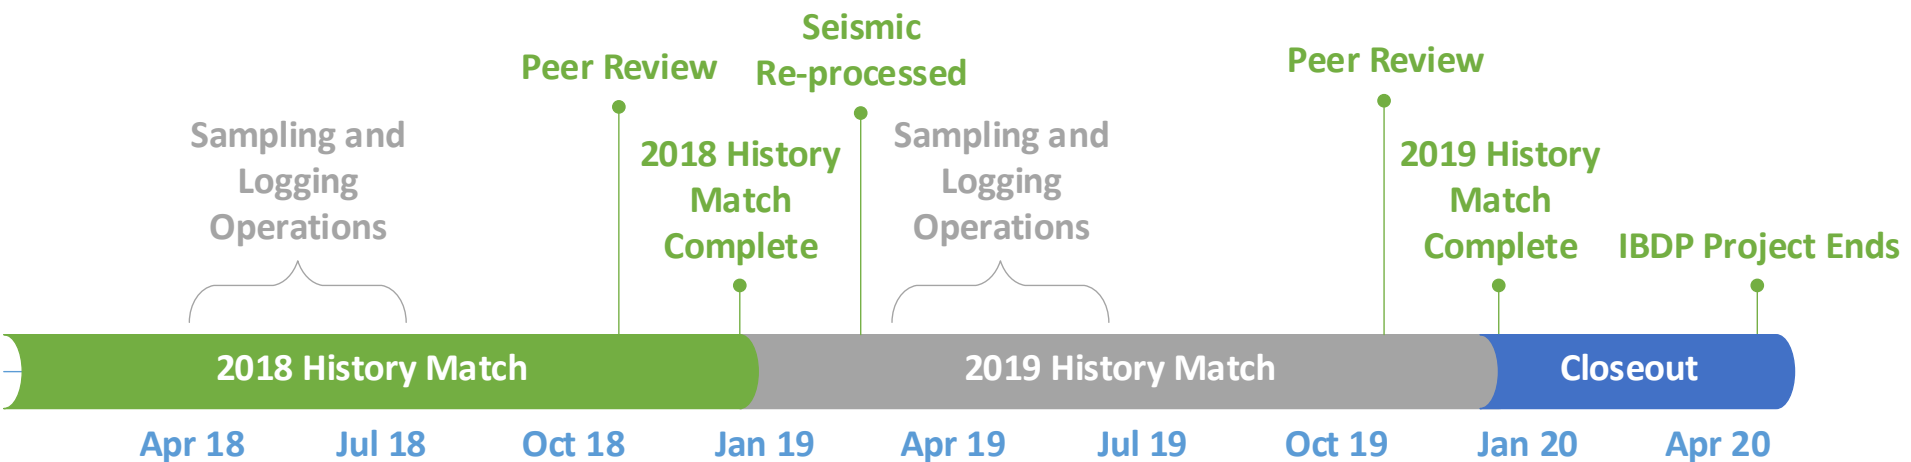 Sampling and
Logging
Operations
Peer Review
2018 History
Match
Complete
Seismic
Re-processed
Sampling and
Logging
Operations
Peer Review
2019 History
Match
Complete
IBDP Project Ends
2018 History Match
2019 History Match
Closeout
Apr 18
Jul 18
Oct 18
Jan 19
Apr 19
Jul 19
Oct 19
Jan 20
Apr 20